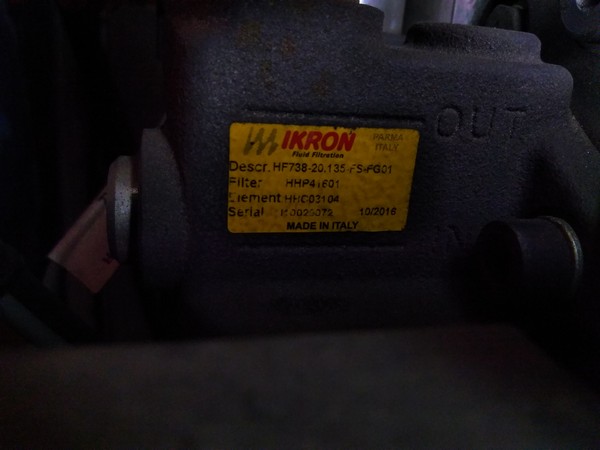 IKRON
Fluid Filtration
PARMA
ITALY
OUT
Descr. HF738-20.135-FS-FG01
Filter HHP41601
Element HHC03104
Serial 10/2016
MADE IN ITALY